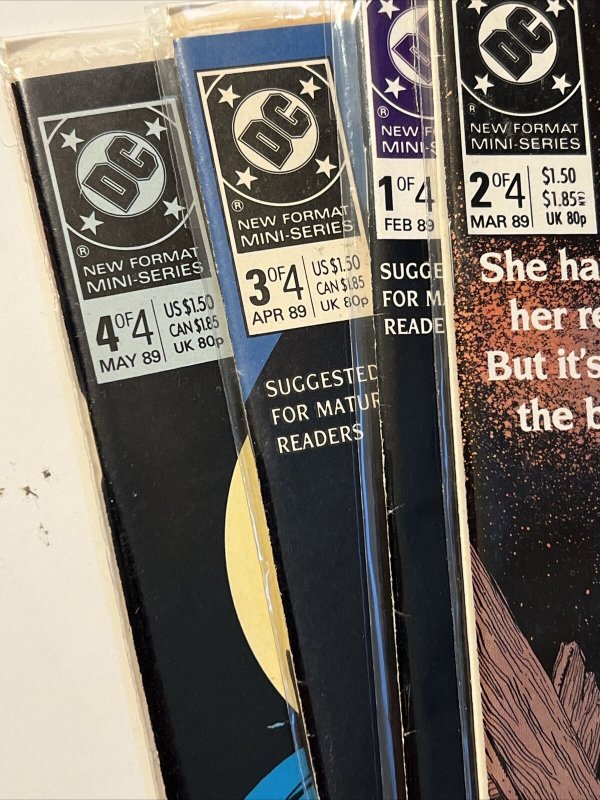 DC
®
NEW FORMAT
MINI-SERIES
4 OF 4
MAY 89
US $1.50
CAN $1.85
UK 80p
DC
®
NEW FORMAT
MINI-SERIES
3 OF 4
APR 89
US $1.50
CAN $1.85
UK 80p
SUGGESTED
FOR MATUR
READERS
DC
®
NEW F
MINI-S
1 OF 4
FEB 89
SUGGE
FOR M
READE
DC
®
NEW FORMAT
MINI-SERIES
2 OF 4
MAR 89
$1.50
$1.85
UK 80p
She ha
her re
But it's
the b